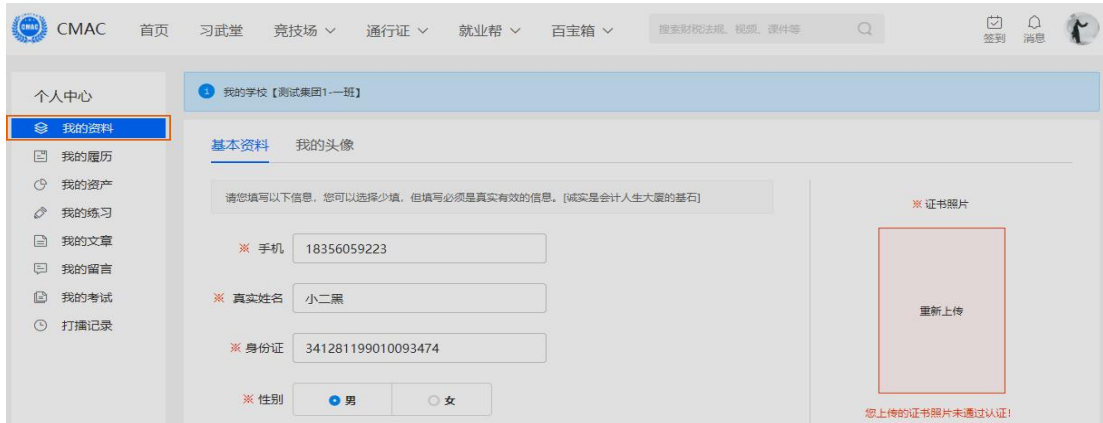 CMAC 首页 习武堂 竞技场 通行证 就业帮 百宝箱 搜索财税法规、视频、课件等 签到 消息
个人中心
我的资料
我的履历
我的资产
我的练习
我的文章
我的留言
我的考试
打擂记录
我的学校【测试集团1-一班】
基本资料 我的头像
请您填写以下信息，您可以选择少填，但填写必须是真实有效的信息。[诚实是会计人生大厦的基石]
※ 手机 18356059223
※ 真实姓名 小二黑
※ 身份证 341281199010093474
※ 性别 男 女
※ 证书照片
重新上传
您上传的证书照片未通过认证！